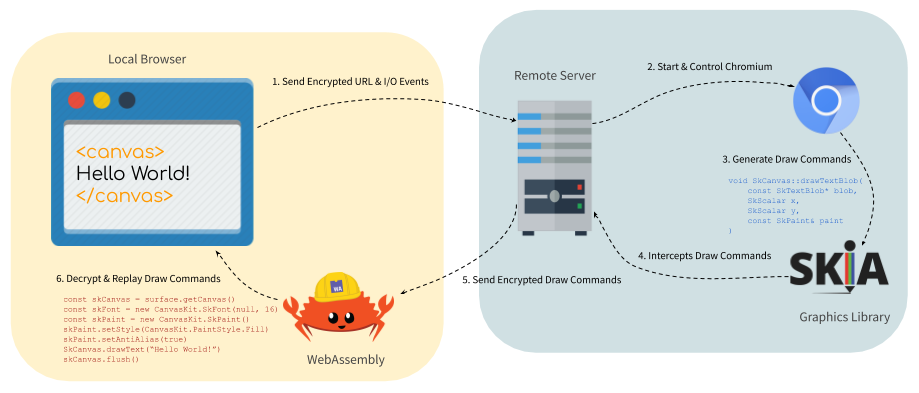 Local Browser
<canvas>
Hello World!
</canvas>
1. Send Encrypted URL & I/O Events
Remote Server
2. Start & Control Chromium
3. Generate Draw Commands
void SkCanvas::drawTextBlob(
const SkTextBlob* blob,
SkScalar x,
SkScalar y,
const SkPaint& paint
)
SKiA
Graphics Library
4. Intercepts Draw Commands
5. Send Encrypted Draw Commands
WA
WebAssembly
6. Decrypt & Replay Draw Commands
const skCanvas = surface.getCanvas()
const skFont = new CanvasKit.SkFont(null, 16)
const skPaint = new CanvasKit.SkPaint()
skPaint.setStyle(CanvasKit.PaintStyle.Fill)
skPaint.setAntiAlias(true)
SkCanvas.drawText(“Hello World!”)
skCanvas.flush()